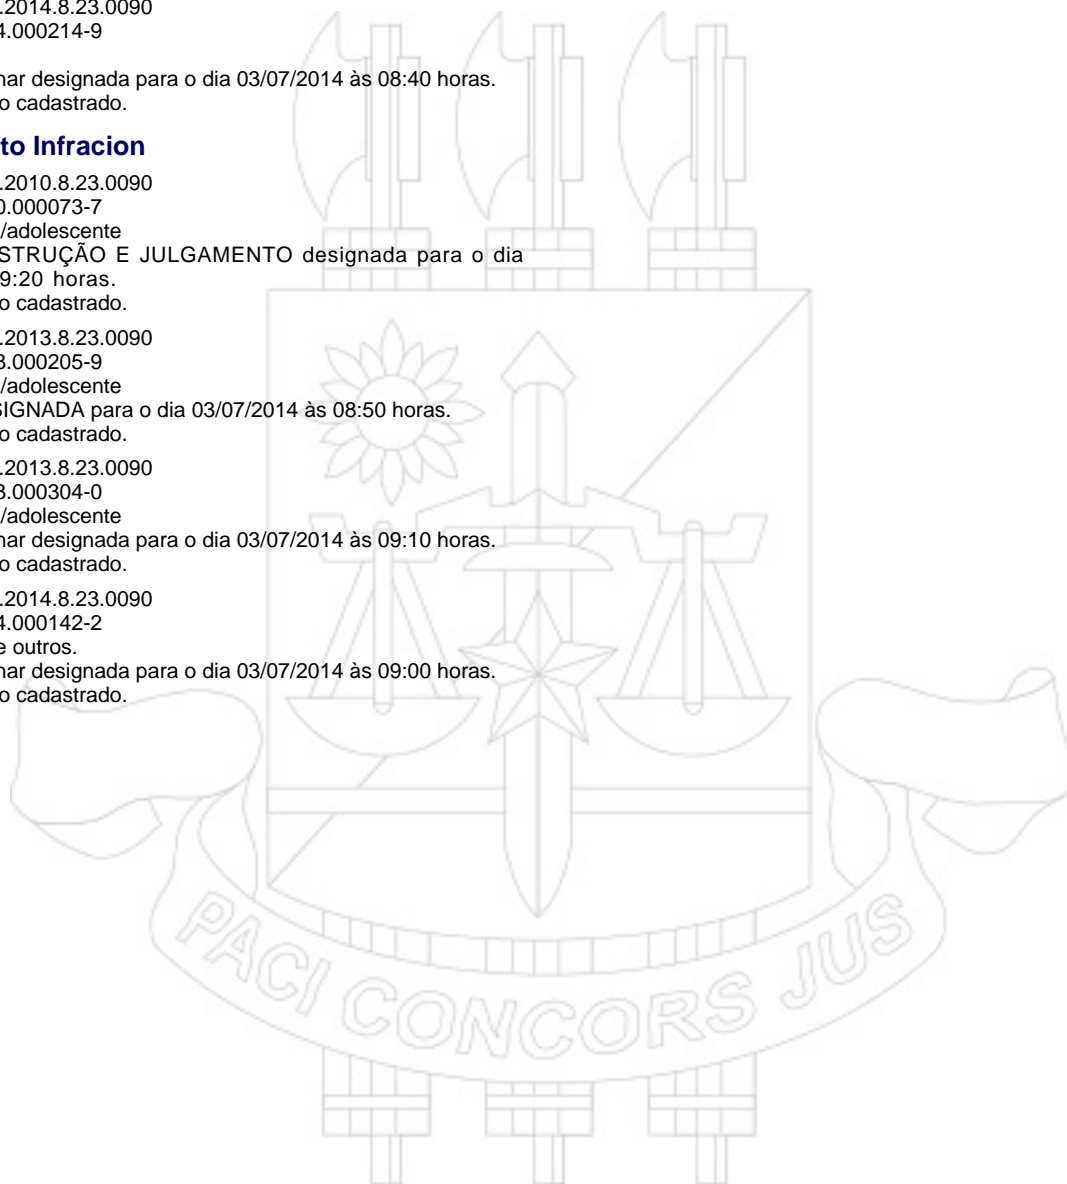 .2014.8.23.0090
4.000214-9
nar designada para o dia 03/07/2014 às 08:40 horas.
o cadastrado.
to Infracion
.2010.8.23.0090
0.000073-7
/adolescente
STRUÇÃO E JULGAMENTO designada para o dia
9:20 horas.
o cadastrado.
.2013.8.23.0090
3.000205-9
/adolescente
SIGNADA para o dia 03/07/2014 às 08:50 horas.
o cadastrado.
.2013.8.23.0090
3.000304-0
/adolescente
nar designada para o dia 03/07/2014 às 09:10 horas.
o cadastrado.
.2014.8.23.0090
4.000142-2
e outros.
nar designada para o dia 03/07/2014 às 09:00 horas.
o cadastrado.
PACI CONCORS JUS